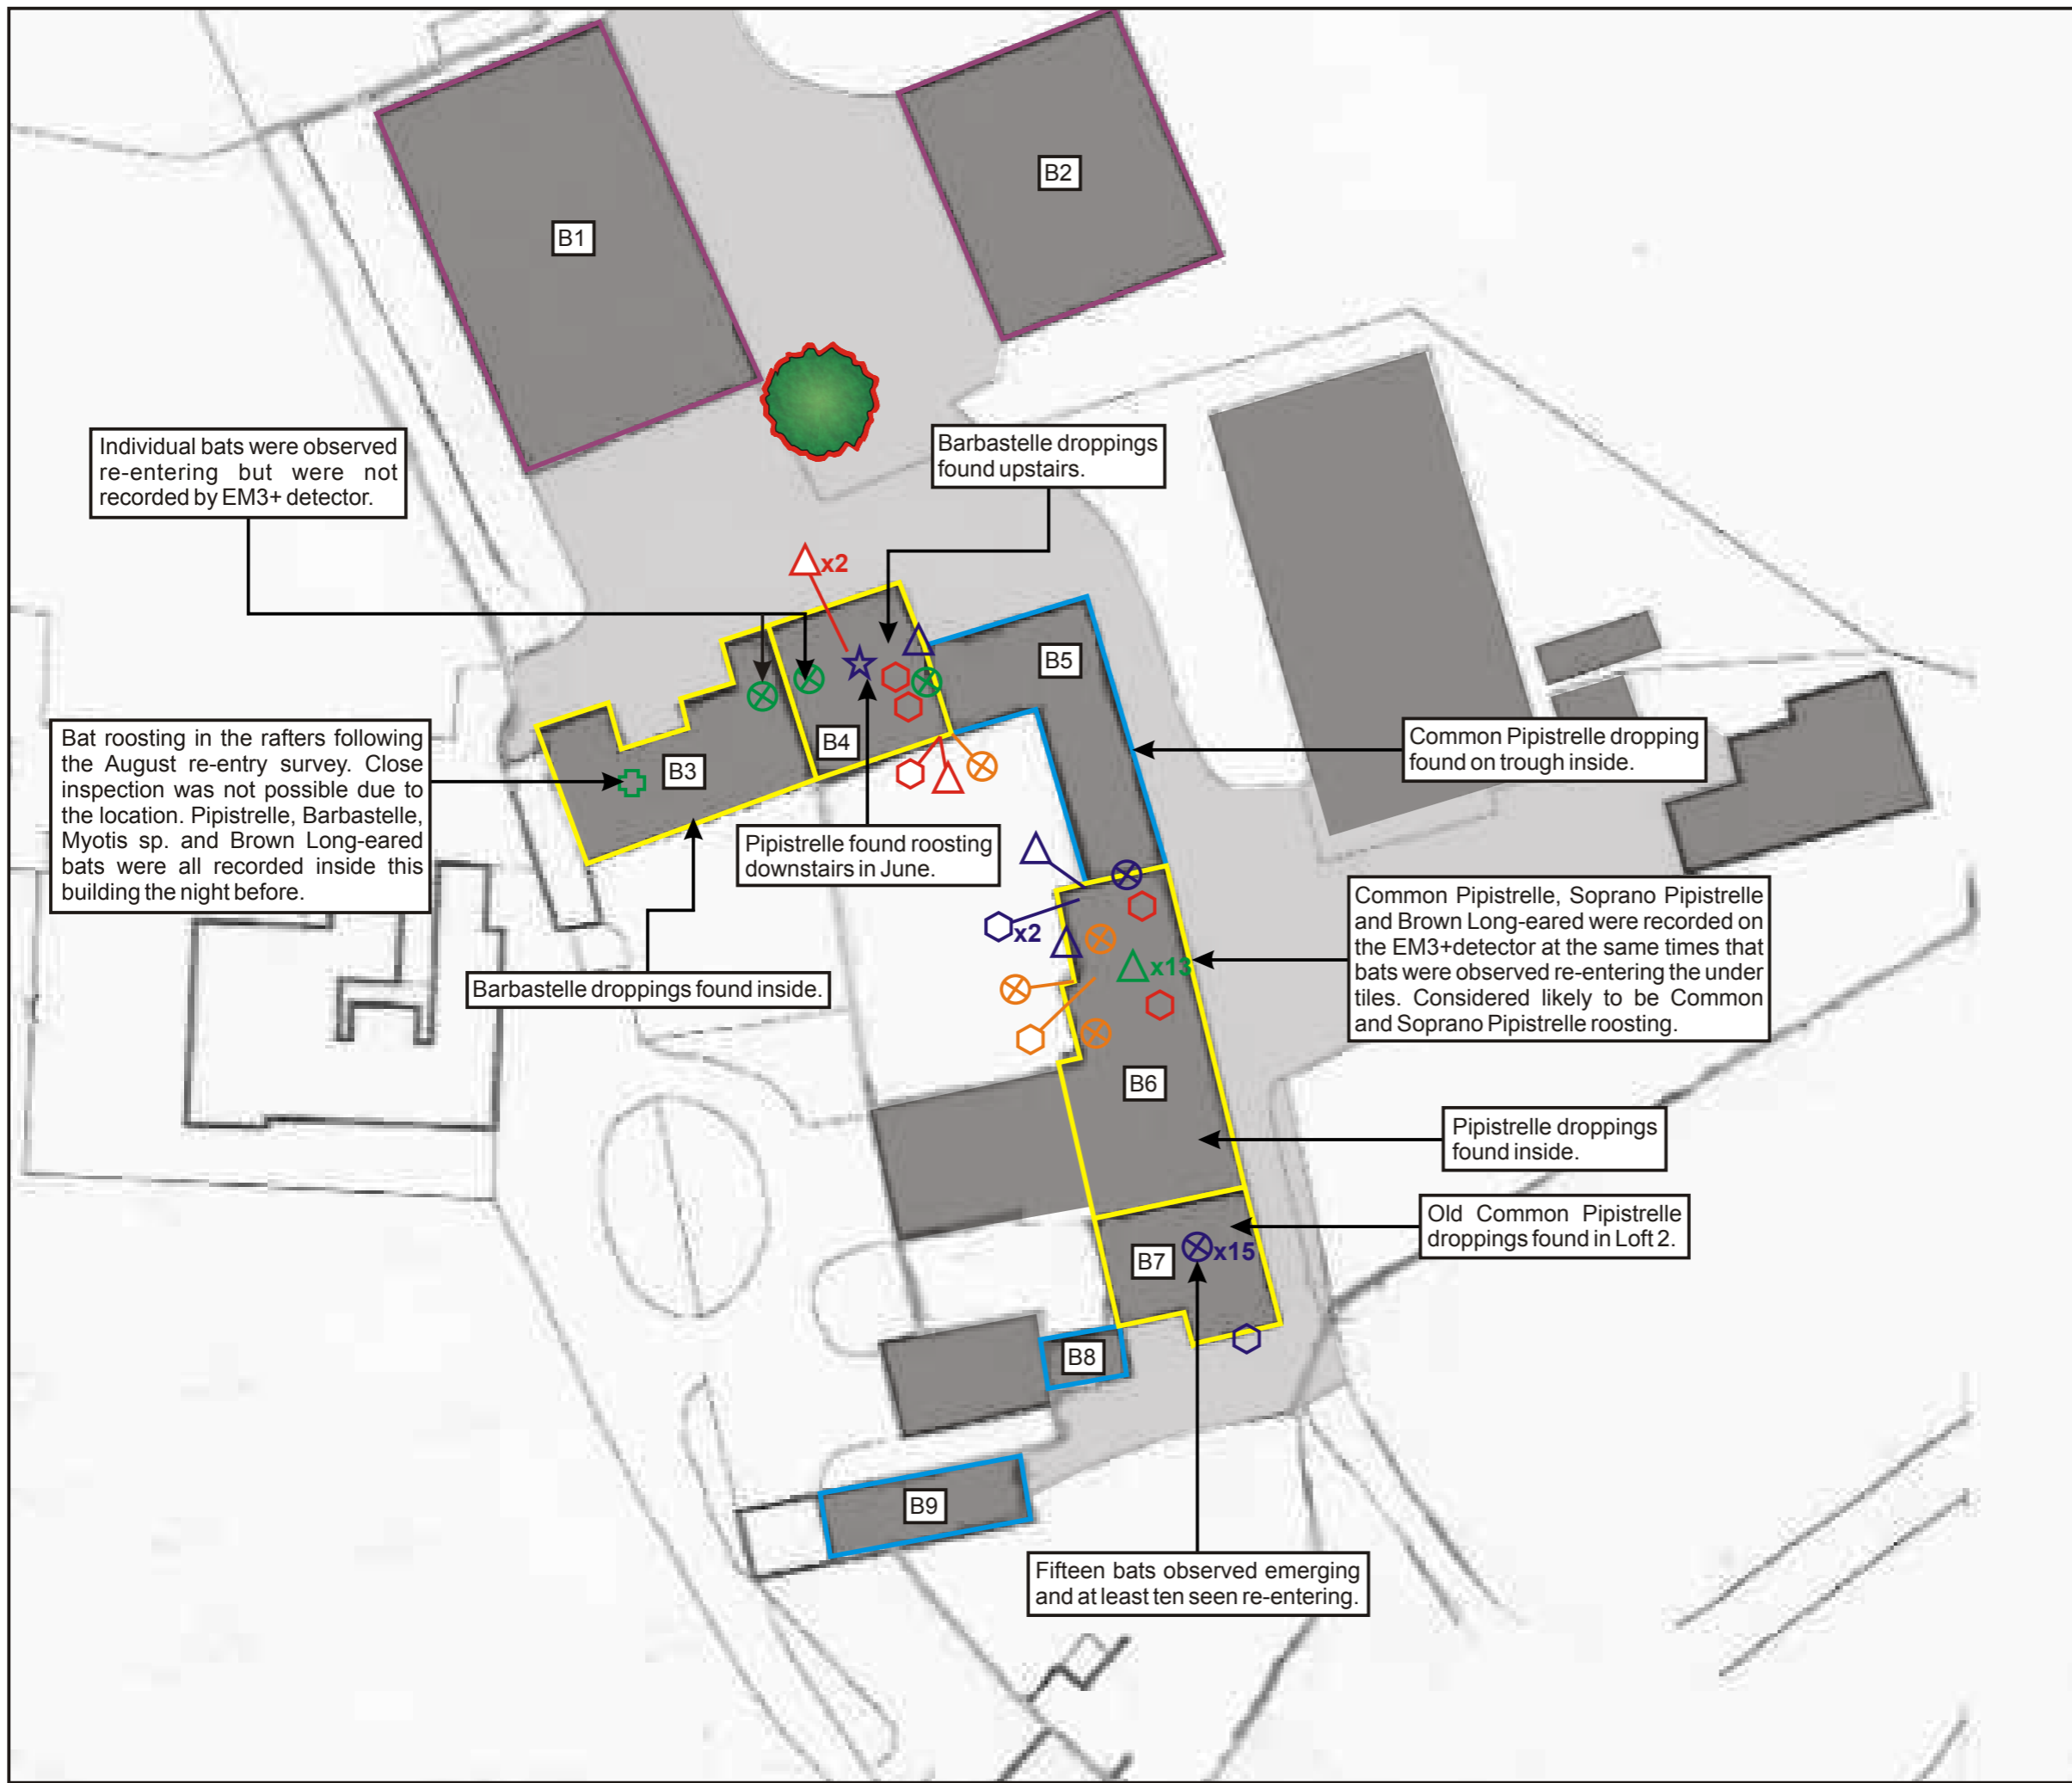 B1
B2
Individual bats were observed
re-entering but were not
recorded by EM3+ detector.
Barbastelle droppings
found upstairs.
x2
B5
B4
B3
Bat roosting in the rafters following
the August re-entry survey. Close
inspection was not possible due to
the location. Pipistrelle, Barbastelle,
Myotis sp. and Brown Long-eared
bats were all recorded inside this
building the night before.
Common Pipistrelle dropping
found on trough inside.
Pipistrelle found roosting
downstairs in June.
Common Pipistrelle, Soprano Pipistrelle
and Brown Long-eared were recorded on
the EM3+detector at the same times that
bats were observed re-entering the under
tiles. Considered likely to be Common
and Soprano Pipistrelle roosting.
x2
x13
Barbastelle droppings found inside.
B6
Pipistrelle droppings
found inside.
Old Common Pipistrelle
droppings found in Loft 2.
B7
x15
B8
B9
Fifteen bats observed emerging
and at least ten seen re-entering.